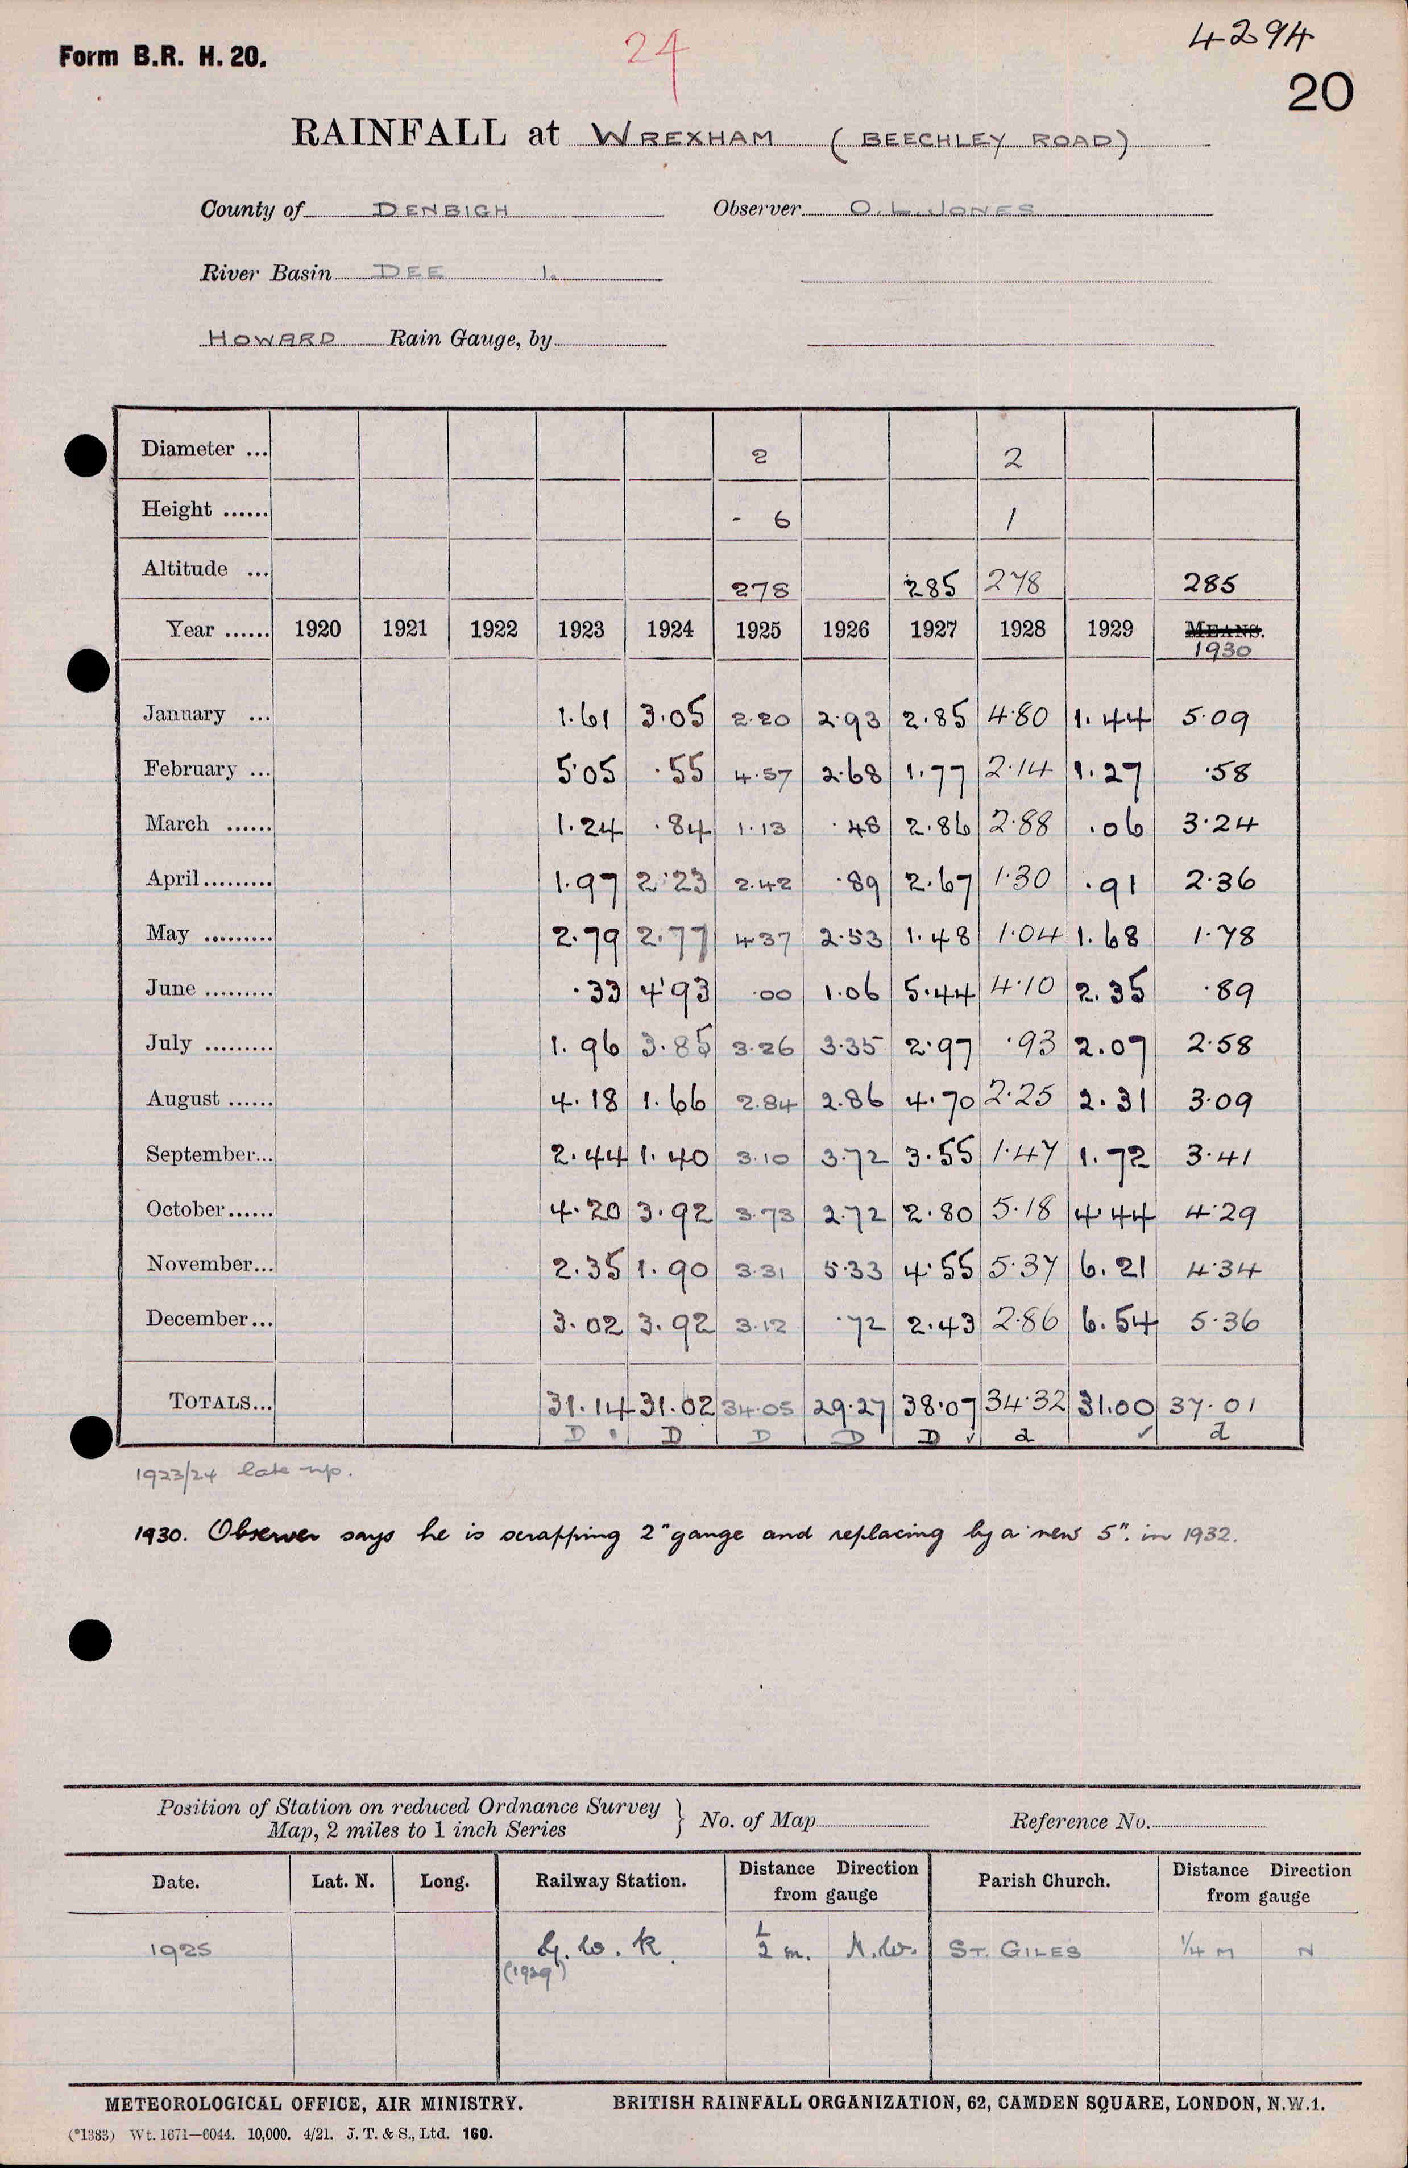 Form B.R. H. 20.
24
4294
20
RAINFALL at WREXHAM (BEECHLEY ROAD)
County of DENBIGH Observer O. L. JONES
River Basin DEE 1.
HOWARD Rain Gauge, by
Diameter ... 2 2
Height ...... - 6 1
Altitude ... 278 285 278 285
Year ...... 1920 1921 1922 1923 1924 1925 1926 1927 1928 1929 MEANS.
1930
January ... 1.61 3.05 2.20 2.93 2.85 4.80 1.44 5.09
February ... 5.05 .55 4.57 2.68 1.77 2.14 1.27 .58
March ...... 1.24 .84 1.13 .48 2.86 2.88 .06 3.24
April......... 1.97 2.23 2.42 .89 2.67 1.30 .91 2.36
May ......... 2.79 2.77 4.37 2.53 1.48 1.04 1.68 1.78
June ......... .33 4.93 .00 1.06 5.44 4.10 2.35 .89
July ......... 1.96 3.85 3.26 3.35 2.97 .93 2.07 2.58
August ...... 4.18 1.66 2.84 2.86 4.70 2.25 2.31 3.09
September... 2.44 1.40 3.10 3.72 3.55 1.47 1.72 3.41
October...... 4.20 3.92 3.73 2.72 2.80 5.18 4.44 4.29
November... 2.35 1.90 3.31 5.33 4.55 5.37 6.21 4.34
December... 3.02 3.92 3.12 .72 2.43 2.86 6.54 5.36
TOTALS... 31.14 31.02 34.05 29.27 38.07 34.32 31.00 37.01
D D D D D ✓ d ✓ d
1923/24 late
1930. Observer says he is scrapping 2" gauge and replacing by a new 5". in 1932.
Position of Station on reduced Ordnance Survey
Map, 2 miles to 1 inch Series } No. of Map Reference No.
Date. Lat. N. Long. Railway Station. Distance Direction from gauge Parish Church. Distance Direction from gauge
1925 G. W. R. 1/2 m. N.W. ST. GILES 1/4 M N
(1929)
METEOROLOGICAL OFFICE, AIR MINISTRY. BRITISH RAINFALL ORGANIZATION, 62, CAMDEN SQUARE, LONDON, N.W.1.
(*1383) Wt. 1671—6044. 10,000. 4/21. J. T. & S., Ltd. 160.